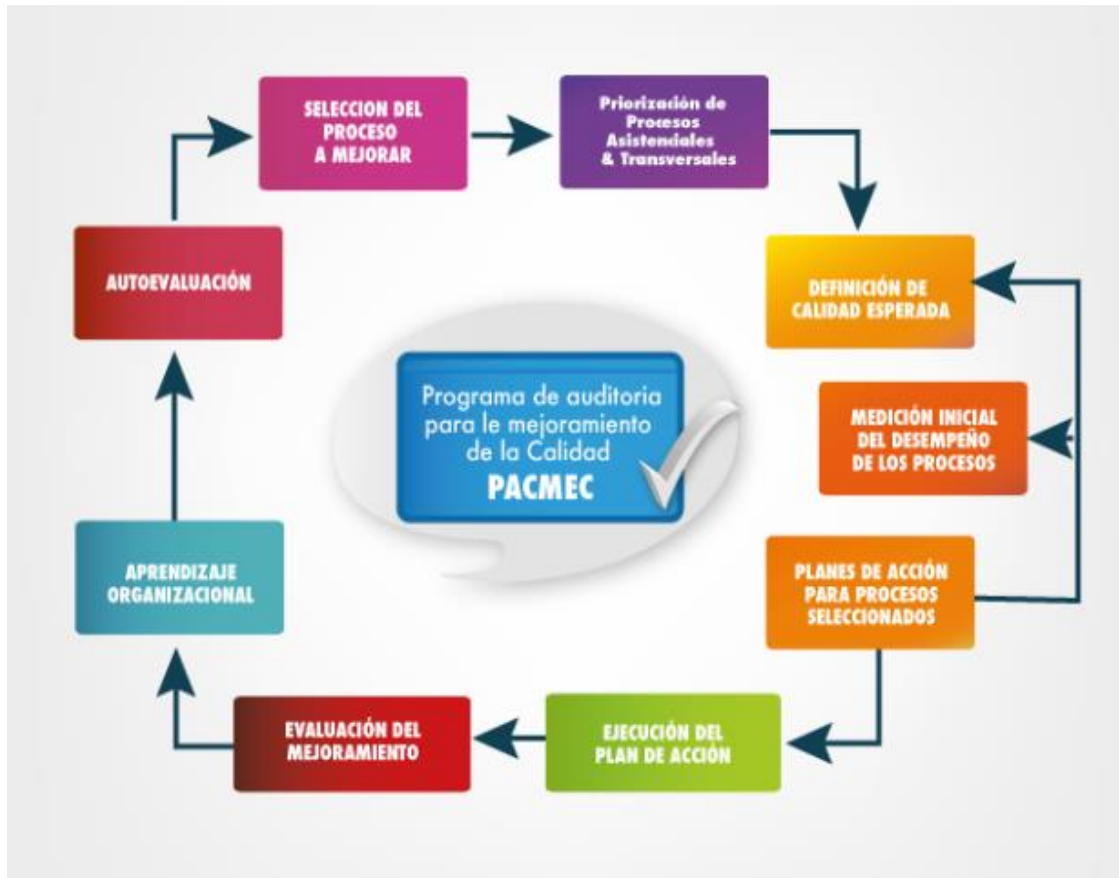 SELECCION DEL
PROCESO
A MEJORAR
Priorización de
Procesos
Asistenciales
& Transversales
AUTOEVALUACIÓN
DEFINICIÓN DE
CALIDAD ESPERADA
Programa de auditoria
para le mejoramiento
de la Calidad
PACMEC
MEDICIÓN INICIAL
DEL DESEMPEÑO
DE LOS PROCESOS
APRENDIZAJE
ORGANIZACIONAL
PLANES DE ACCIÓN
PARA PROCESOS
SELECCIONADOS
EVALUACIÓN DEL
MEJORAMIENTO
EJECUCIÓN DEL
PLAN DE ACCIÓN